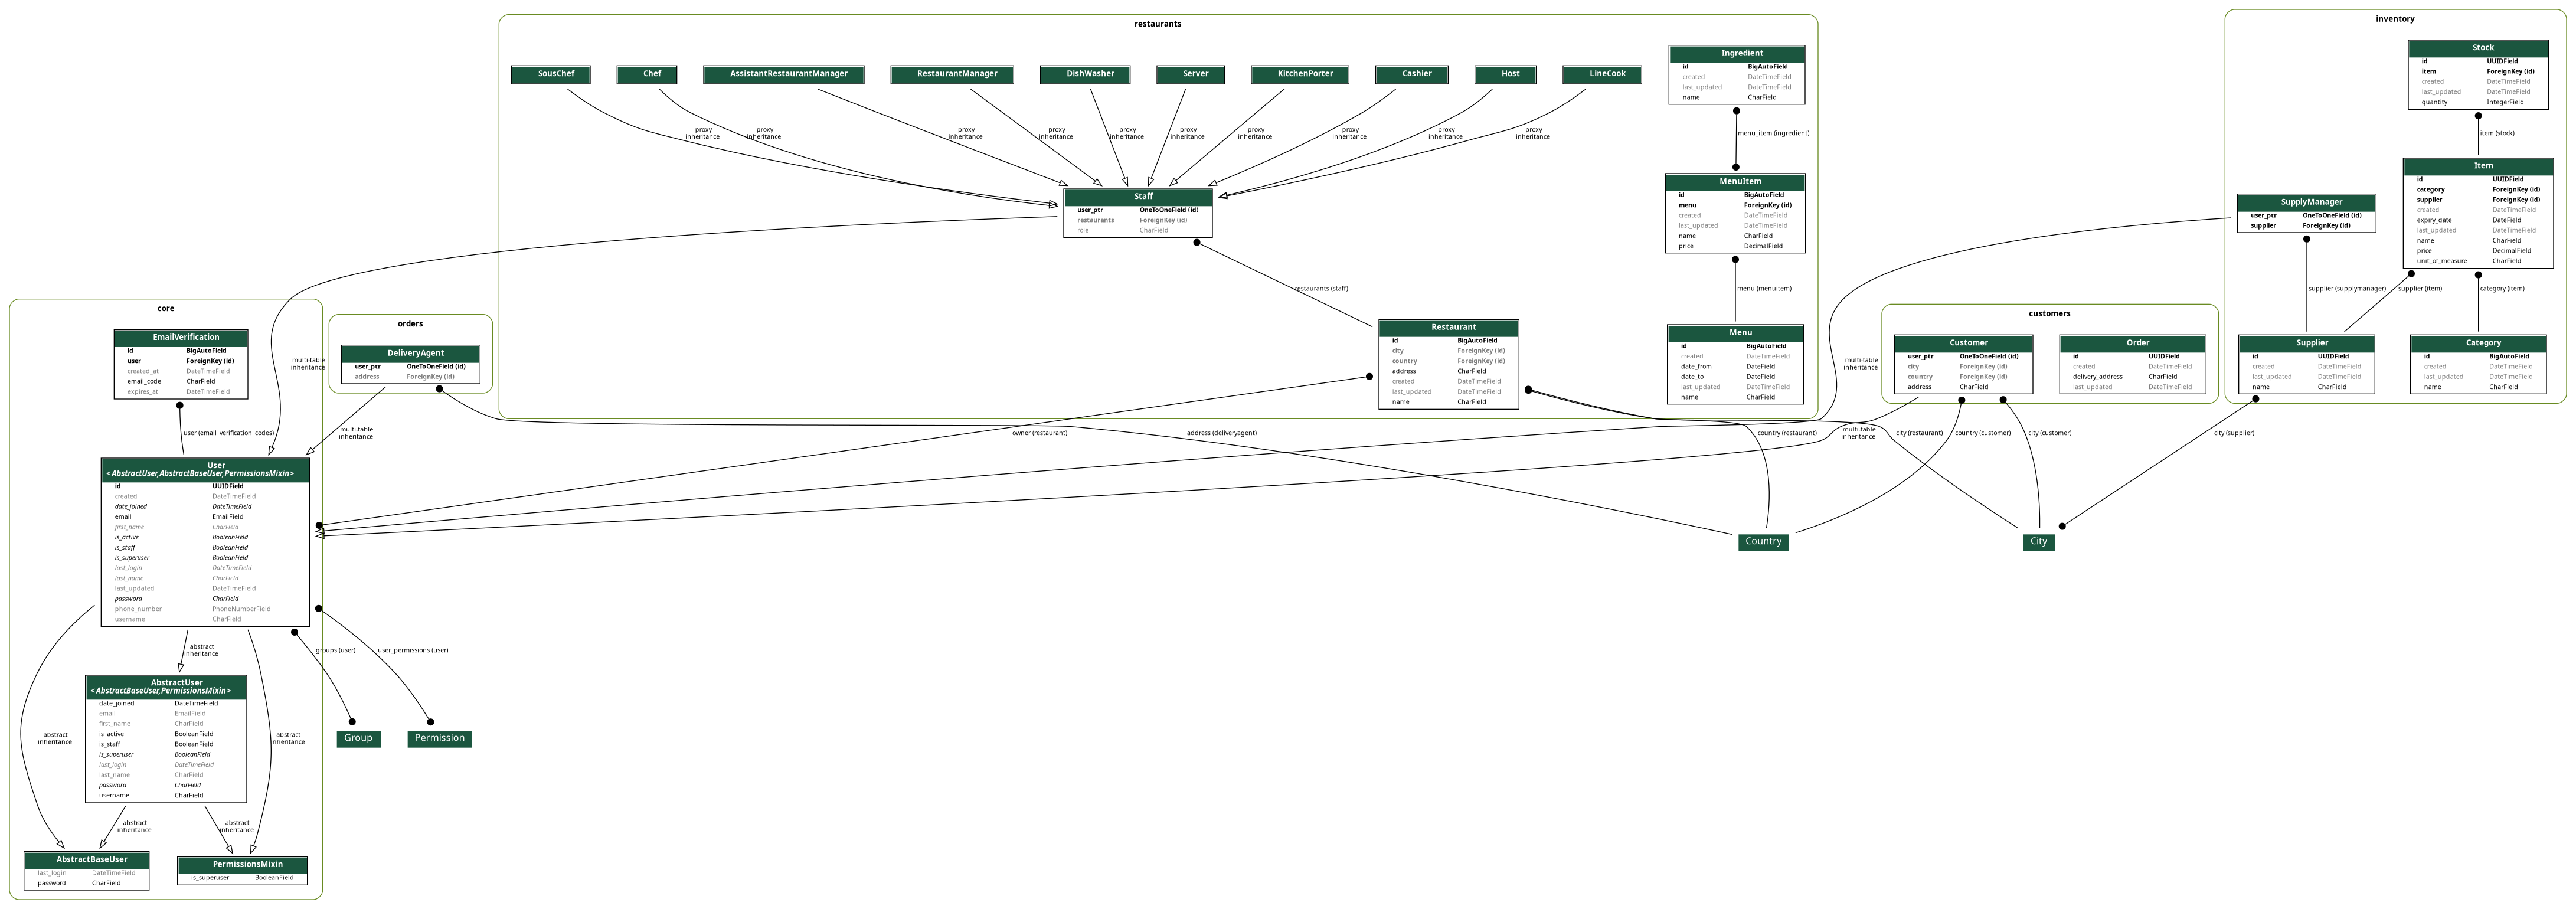 restaurants
SousChef
Chef
AssistantRestaurantManager
RestaurantManager
DishWasher
Server
KitchenPorter
Cashier
Host
LineCook
proxy
inheritance
proxy
inheritance
proxy
inheritance
proxy
inheritance
proxy
inheritance
proxy
inheritance
proxy
inheritance
proxy
inheritance
proxy
inheritance
proxy
inheritance
Staff
user_ptr OneToOneField (id)
restaurants ForeignKey (id)
role CharField
restaurants (staff)
Restaurant
id BigAutoField
city ForeignKey (id)
country ForeignKey (id)
address CharField
created DateTimeField
last_updated DateTimeField
name CharField
Ingredient
id BigAutoField
created DateTimeField
last_updated DateTimeField
name CharField
menu_item (ingredient)
MenuItem
id BigAutoField
menu ForeignKey (id)
created DateTimeField
last_updated DateTimeField
name CharField
price DecimalField
menu (menuitem)
Menu
id BigAutoField
created DateTimeField
date_from DateField
date_to DateField
last_updated DateTimeField
name CharField
inventory
Stock
id UUIDField
item ForeignKey (id)
created DateTimeField
last_updated DateTimeField
quantity IntegerField
item (stock)
Item
id UUIDField
category ForeignKey (id)
supplier ForeignKey (id)
created DateTimeField
expiry_date DateField
last_updated DateTimeField
name CharField
price DecimalField
unit_of_measure CharField
SupplyManager
user_ptr OneToOneField (id)
supplier ForeignKey (id)
supplier (supplymanager)
supplier (item)
category (item)
Supplier
id UUIDField
created DateTimeField
last_updated DateTimeField
name CharField
Category
id BigAutoField
created DateTimeField
last_updated DateTimeField
name CharField
customers
Customer
user_ptr OneToOneField (id)
city ForeignKey (id)
country ForeignKey (id)
address CharField
Order
id UUIDField
created DateTimeField
delivery_address CharField
last_updated DateTimeField
orders
DeliveryAgent
user_ptr OneToOneField (id)
address ForeignKey (id)
core
EmailVerification
id BigAutoField
user ForeignKey (id)
created_at DateTimeField
email_code CharField
expires_at DateTimeField
multi-table
inheritance
multi-table
inheritance
user (email_verification_codes)
multi-table
inheritance
owner (restaurant)
address (deliveryagent)
country (restaurant)
multi-table
inheritance
city (restaurant)
country (customer)
city (customer)
city (supplier)
User
<AbstractUser,AbstractBaseUser,PermissionsMixin>
id UUIDField
created DateTimeField
date_joined DateTimeField
email EmailField
first_name CharField
is_active BooleanField
is_staff BooleanField
is_superuser BooleanField
last_login DateTimeField
last_name CharField
last_updated DateTimeField
password CharField
phone_number PhoneNumberField
username CharField
Country
City
abstract
inheritance
groups (user)
user_permissions (user)
AbstractUser
<AbstractBaseUser,PermissionsMixin>
date_joined DateTimeField
email EmailField
first_name CharField
is_active BooleanField
is_staff BooleanField
is_superuser BooleanField
last_login DateTimeField
last_name CharField
password CharField
username CharField
abstract
inheritance
abstract
inheritance
Group
Permission
abstract
inheritance
abstract
inheritance
AbstractBaseUser
last_login DateTimeField
password CharField
PermissionsMixin
is_superuser BooleanField